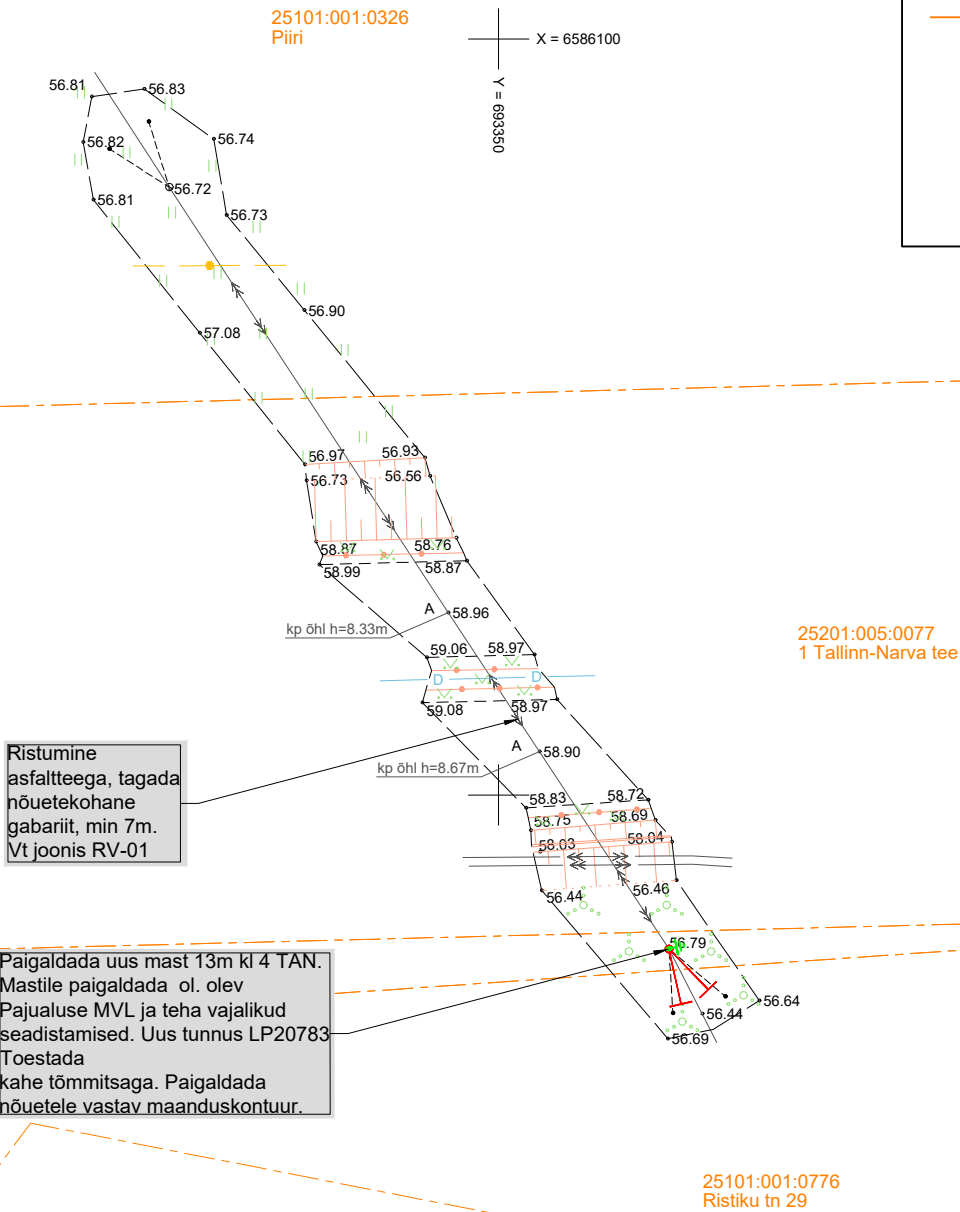 25101:001:0326
Piiri
X = 6586100
Y = 693350
56.81
56.83
56.74
56.82
56.72
56.81
56.73
56.90
57.08
56.97
56.93
56.73
56.56
58.87
58.76
58.99
58.87
A
58.96
kp õhl h=8.33m
25201:005:0077
1 Tallinn-Narva tee
59.06
58.97
D
D
59.08
58.97
A
58.90
kp õhl h=8.67m
Ristumine
asfaltteega, tagada
nõuetekohane
gabariit, min 7m.
Vt joonis RV-01
58.83
58.72
58.75
58.69
58.03
58.04
56.44
56.46
56.79
Paigaldada uus mast 13m kl 4 TAN.
Mastile paigaldada ol. olev
Pajualuse MVL ja teha vajalikud
seadistamised. Uus tunnus LP20783
Toestada
kahe tõmmitsaga. Paigaldada
nõuetele vastav maanduskontuur.
56.64
56.44
56.69
25101:001:0776
Ristiku tn 29